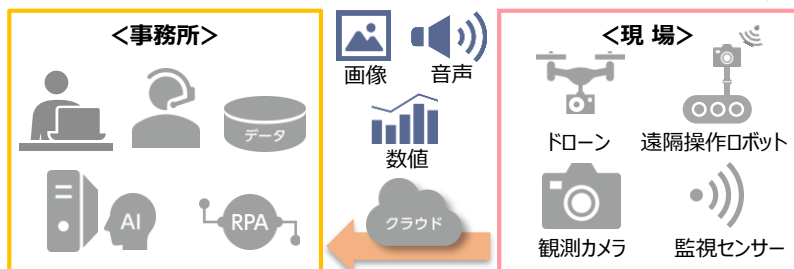 <事務所>
データ
AI
RPA
画像
音声
数値
クラウド
<現 場>
ドローン
遠隔操作ロボット
観測カメラ
監視センサー